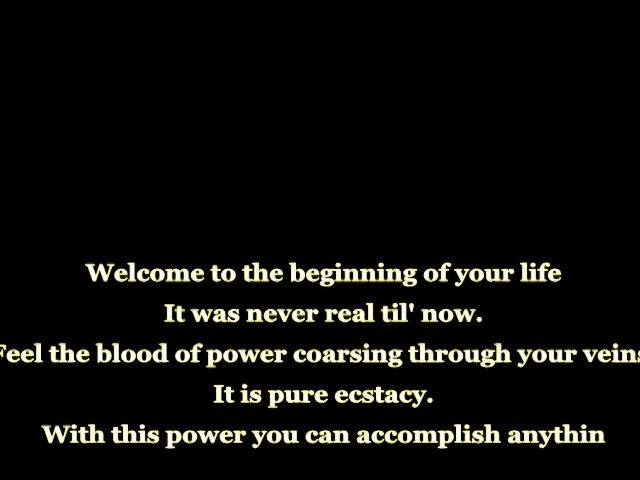 Welcome to the beginning of your life
It was never real til' now.
Feel the blood of power coarsing through your veins
It is pure ecstacy.
With this power you can accomplish anythin